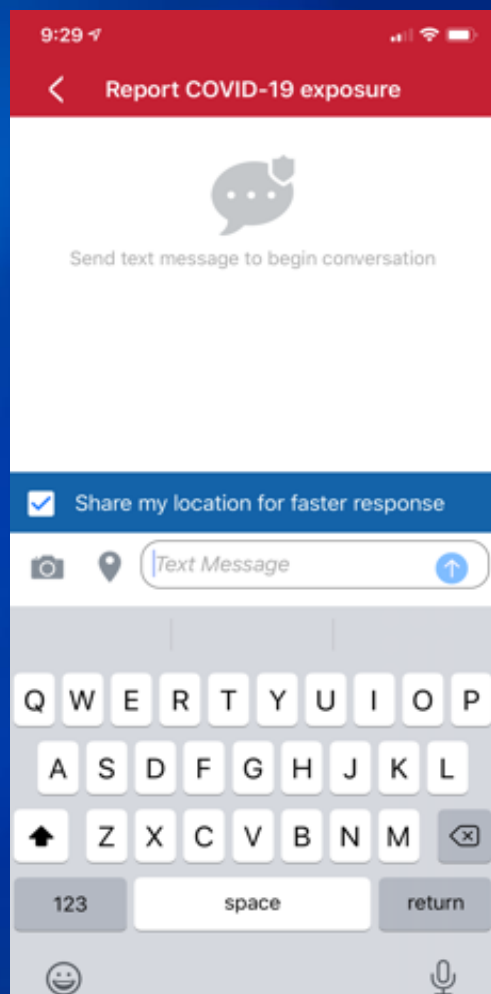 9:29
Report COVID-19 exposure
Send text message to begin conversation
Share my location for faster response
Text Message
Q W E R T Y U I O P
A S D F G H J K L
Z X C V B N M
123 space return